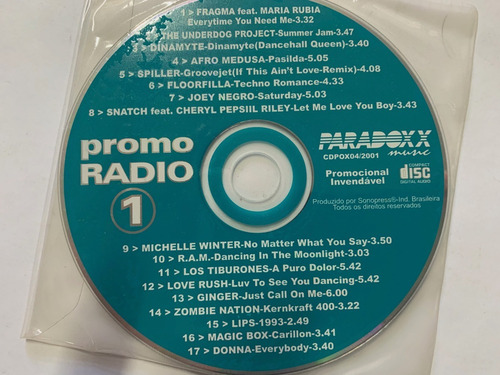 1 > FRAGMA feat. MARIA RUBIA
Everytime You Need Me-3.32
2 > THE UNDERDOG PROJECT-Summer Jam-3.47
3 > DINAMYTE-Dinamyte(Dancehall Queen)-3.40
4 > AFRO MEDUSA-Pasilda-5.05
5 > SPILLER-Groovejet(If This Ain't Love-Remix)-4.08
6 > FLOORFILLA-Techno Romance-4.33
7 > JOEY NEGRO-Saturday-5.03
8 > SNATCH feat. CHERYL PEPSIIL RILEY-Let Me Love You Boy-3.43
promo
RADIO
1
PARADOXX
music
CDPOX04/2001
Promocional
Invendável
COMPACT
disc
DIGITAL AUDIO
Produzido por Sonopress®-Ind. Brasileira
Todos os direitos reservados
9 > MICHELLE WINTER-No Matter What You Say-3.50
10 > R.A.M.-Dancing In The Moonlight-3.03
11 > LOS TIBURONES-A Puro Dolor-5.42
12 > LOVE RUSH-Luv To See You Dancing-5.42
13 > GINGER-Just Call On Me-6.00
14 > ZOMBIE NATION-Kernkraft 400-3.22
15 > LIPS-1993-2.49
16 > MAGIC BOX-Carillon-3.41
17 > DONNA-Everybody-3.40